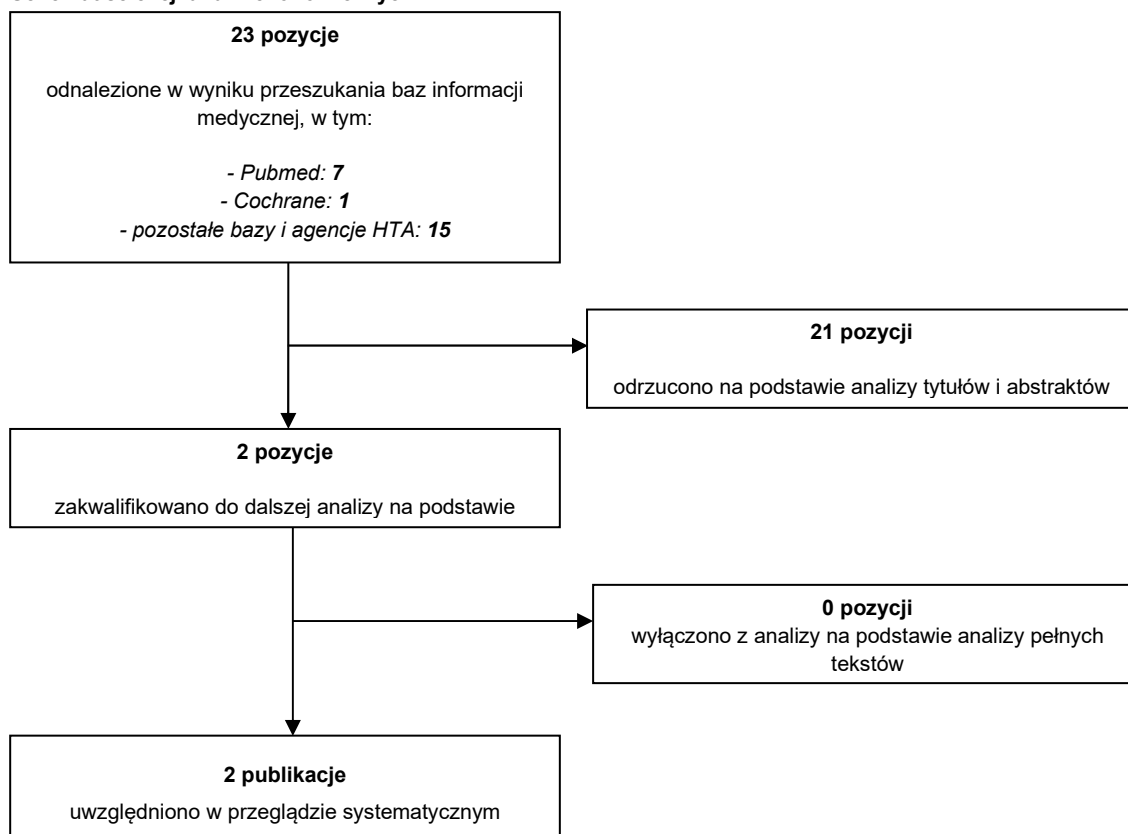 23 pozycje
odnalezione w wyniku przeszukania baz informacji
medycznej, w tym:
- Pubmed: 7
- Cochrane: 1
- pozostałe bazy i agencje HTA: 15
21 pozycji
odrzucono na podstawie analizy tytułów i abstraktów
2 pozycje
zakwalifikowano do dalszej analizy na podstawie
0 pozycji
wyłączono z analizy na podstawie analizy pełnych
tekstów
2 publikacje
uwzględniono w przeglądzie systematycznym